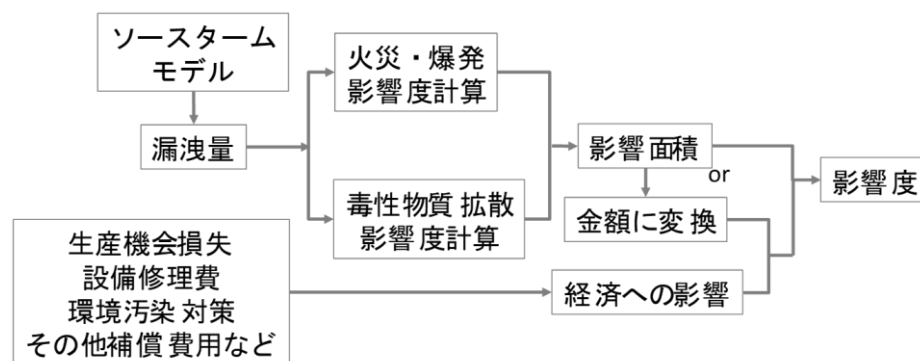 ソースターム
モデル
漏洩量
火災・爆発
影響度計算
毒性物質拡散
影響度計算
影響面積
or
金額に変換
影響度
生産機会損失
設備修理費
環境汚染対策
その他補償費用など
経済への影響